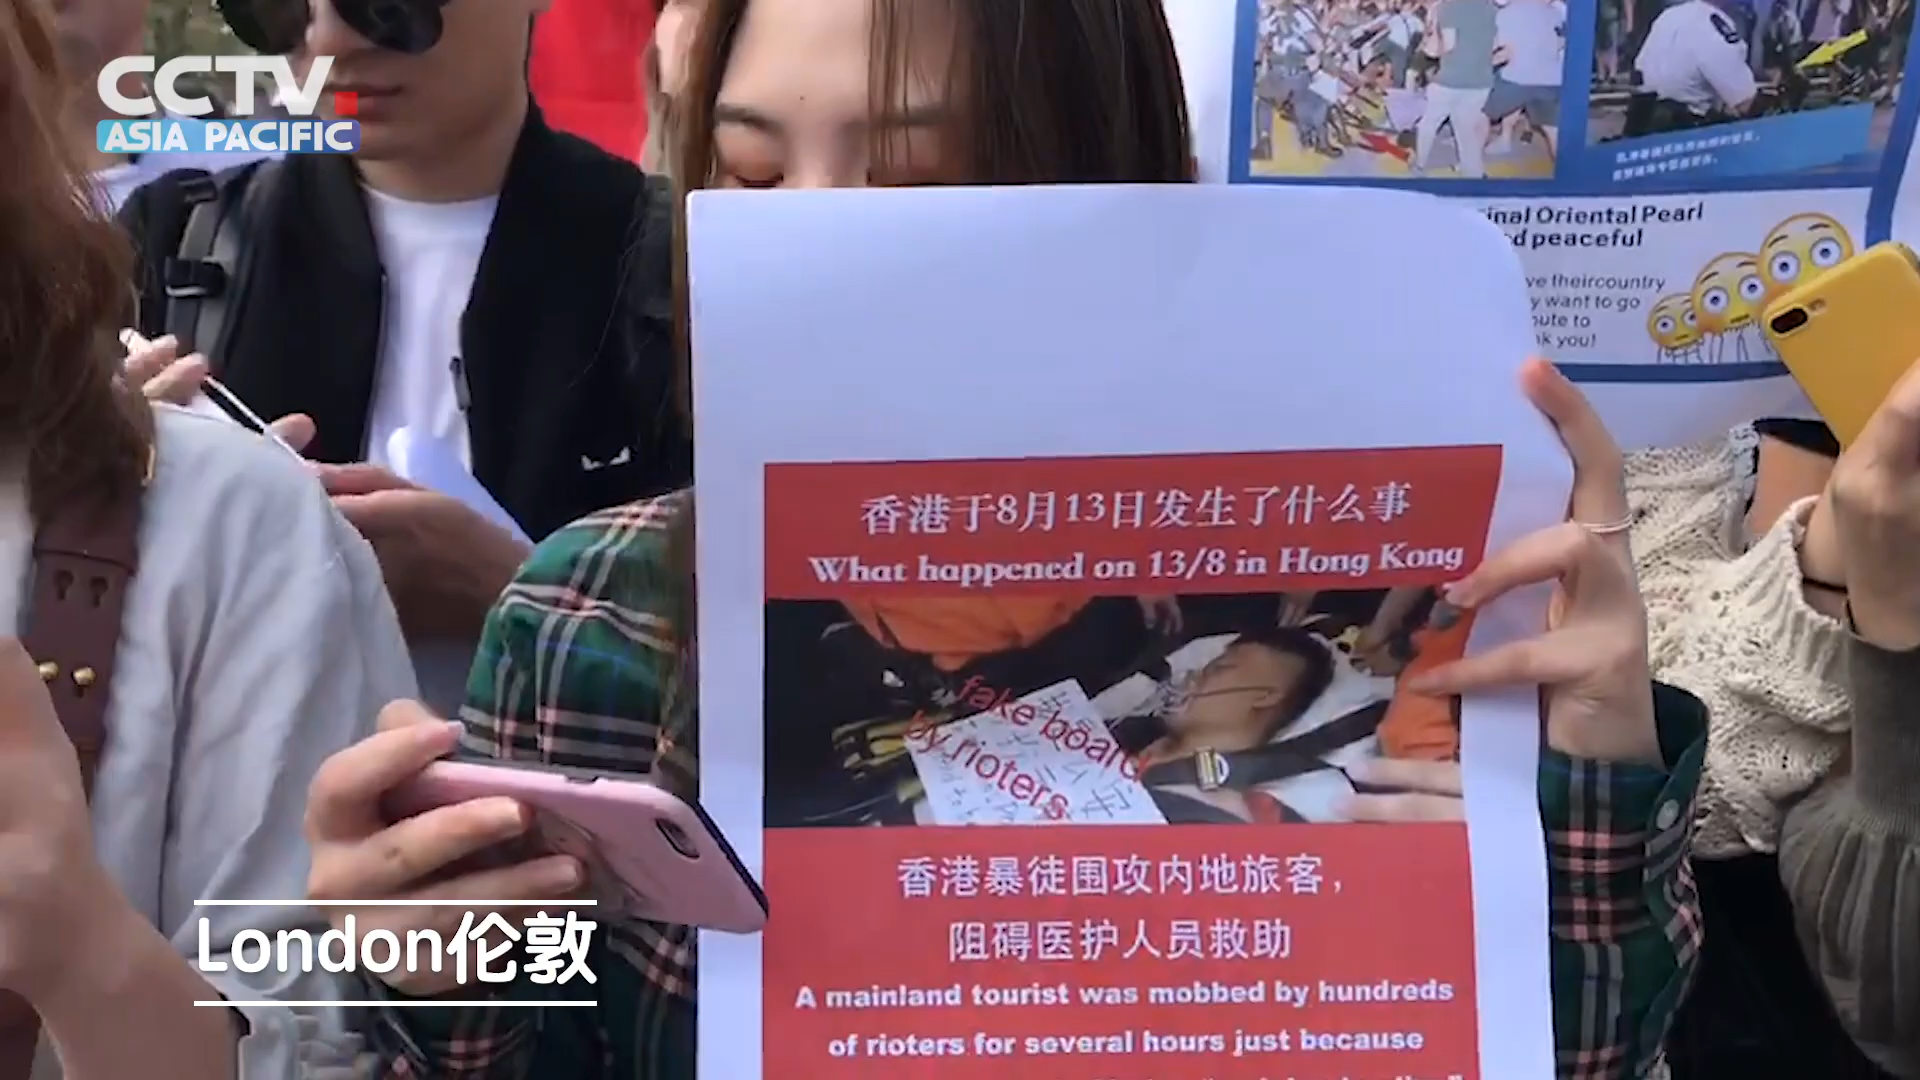 CCTV
ASIA PACIFIC
inal Oriental Pearl
d peaceful
ve theircountry
y want to go
oute to
nk you!
香港于8月13日发生了什么事
What happened on 13/8 in Hong Kong
fake board
by rioters
香港暴徒围攻内地旅客，
阻碍医护人员救助
A mainland tourist was mobbed by hundreds
of rioters for several hours just because
London伦敦